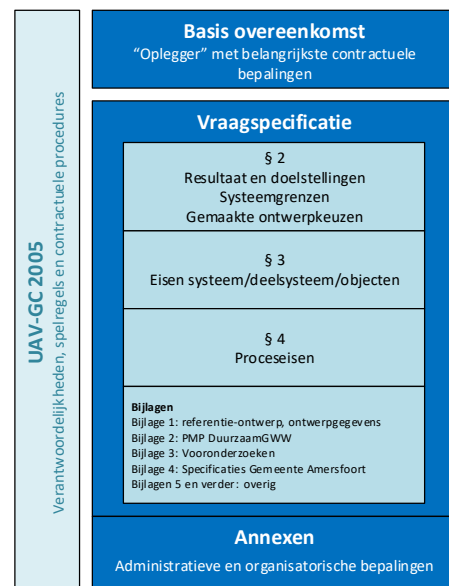 UAV-GC 2005
Verantwoordelijkheden, spelregels en contractuele procedures
Basis overeenkomst
“Oplegger” met belangrijkste contractuele
bepalingen
Vraagspecificatie
§ 2
Resultaat en doelstellingen
Systeemgrenzen
Gemaakte ontwerpkeuzen
§ 3
Eisen systeem/deelsysteem/objecten
§ 4
Proceseisen
Bijlagen
Bijlage 1: referentie-ontwerp, ontwerpgegevens
Bijlage 2: PMP DuurzaamGWW
Bijlage 3: Vooronderzoeken
Bijlage 4: Specificaties Gemeente Amersfoort
Bijlagen 5 en verder: overig
Annexen
Administratieve en organisatorische bepalingen